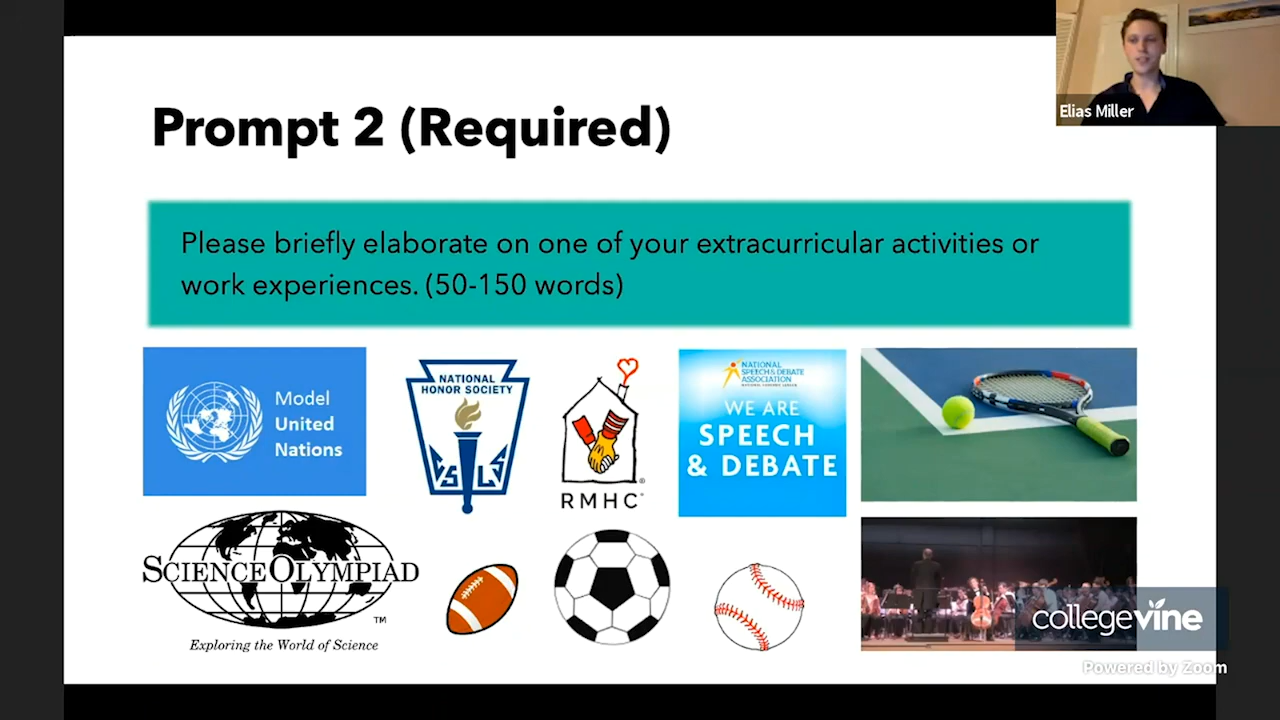 Elias Miller
Prompt 2 (Required)
Please briefly elaborate on one of your extracurricular activities or
work experiences. (50-150 words)
Model
United
Nations
NATIONAL
HONOR SOCIETY
C S L S
RMHC
NATIONAL
SPEECH & DEBATE
ASSOCIATION
WE ARE
SPEECH
& DEBATE
SCIENCE OLYMPIAD
TM
Exploring the World of Science
collegevine
Powered by Zoom